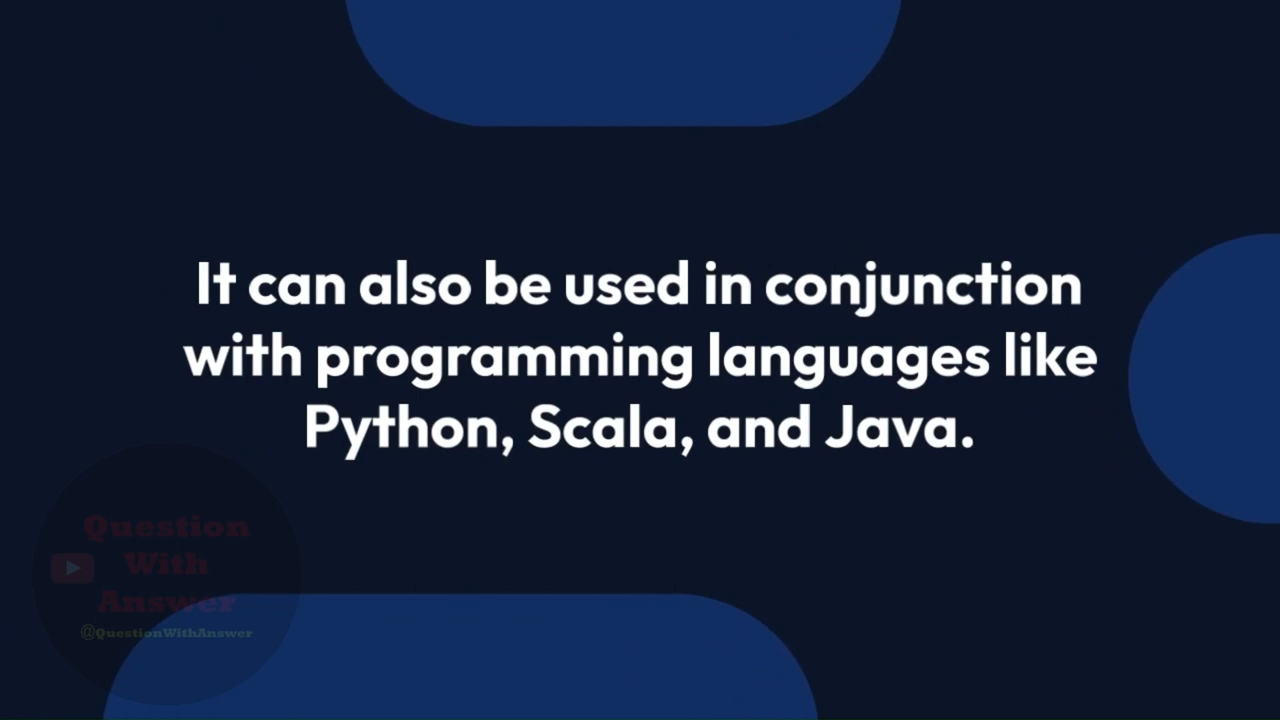 It can also be used in conjunction
with programming languages like
Python, Scala, and Java.
Question
With
Answer
@QuestionWithAnswer